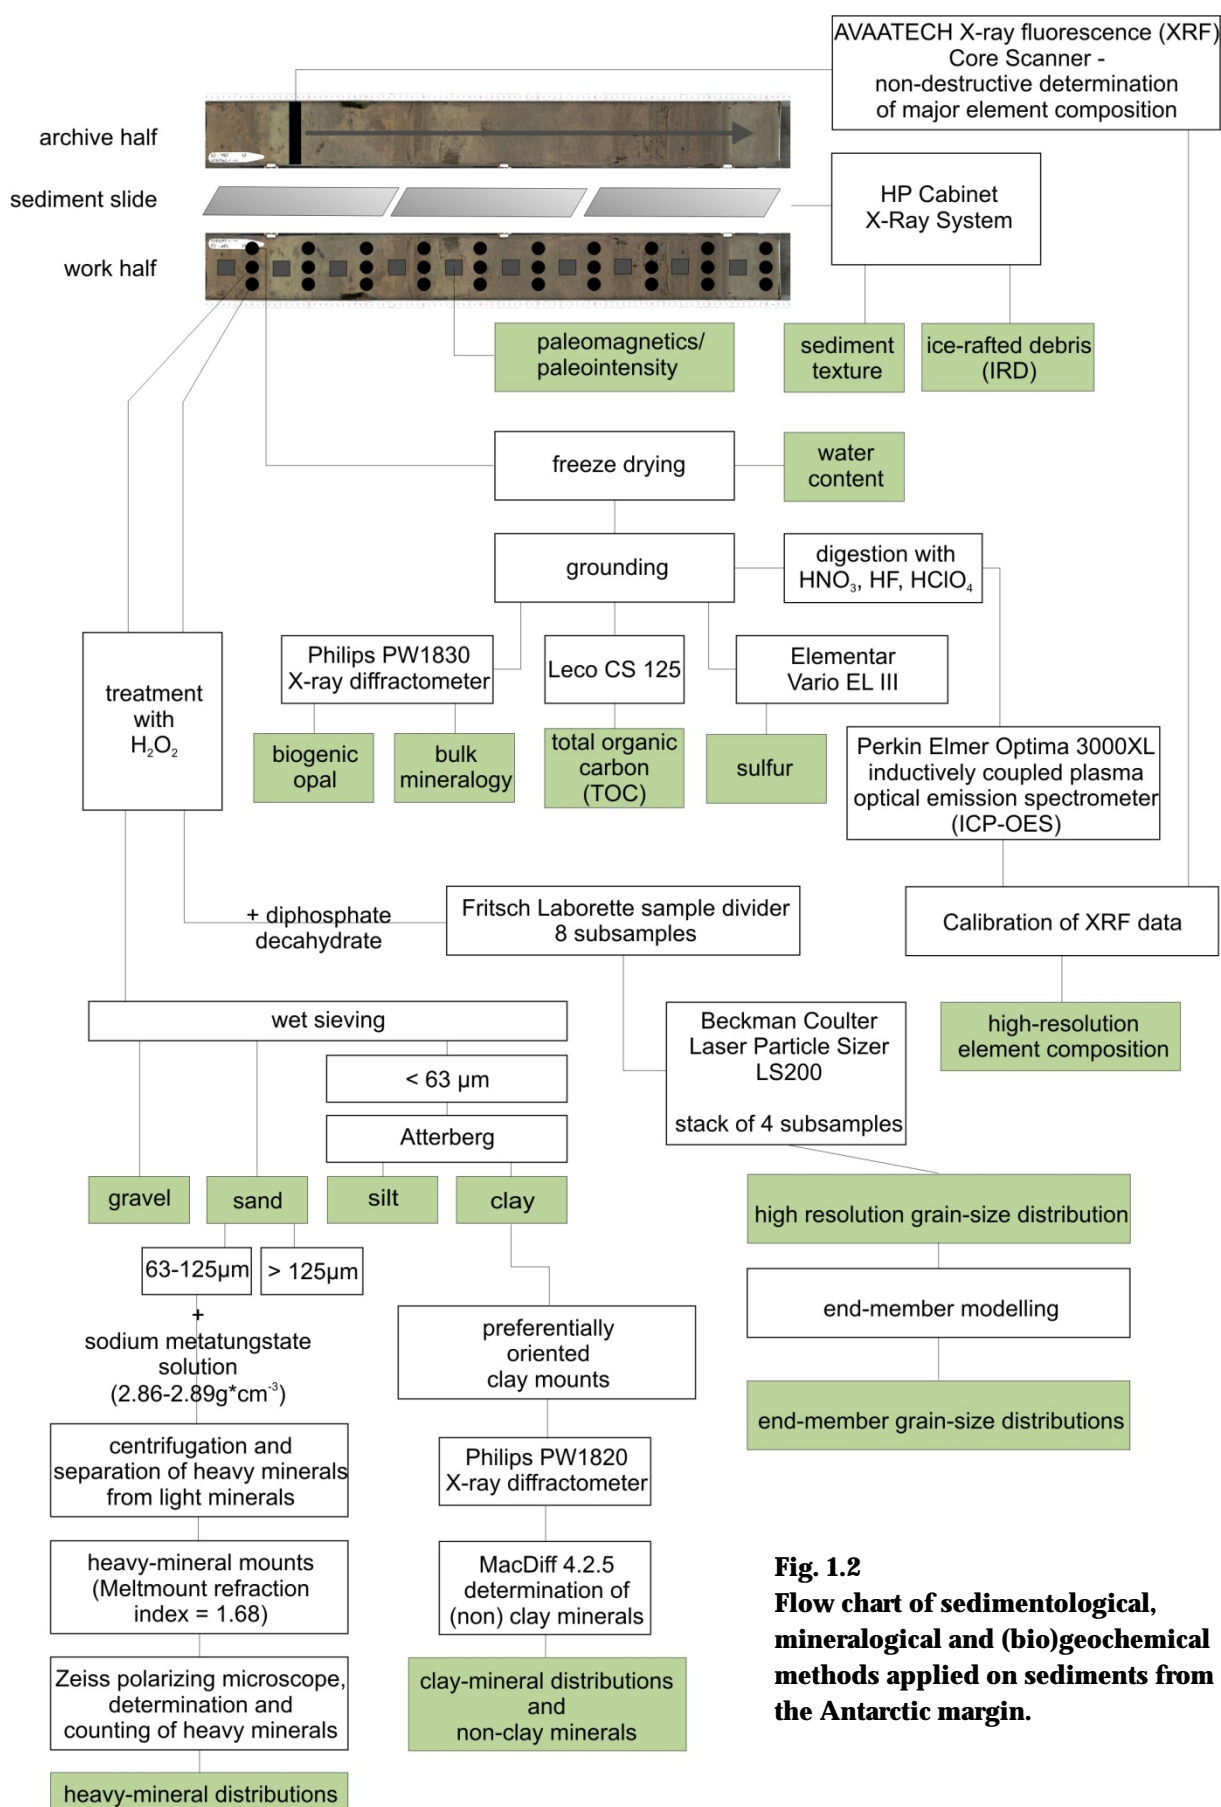 AVAATECH X-ray fluorescence (XRF)
Core Scanner -
non-destructive determination
of major element composition
archive half
sediment slide
HP Cabinet
X-Ray System
work half
paleomagnetics/
paleointensity
sediment
texture
ice-rafted debris
(IRD)
freeze drying
water
content
grounding
digestion with
HNO₃, HF, HClO₄
treatment
with
H₂O₂
Philips PW1830
X-ray diffractometer
Leco CS 125
Elementar
Vario EL III
biogenic
opal
bulk
mineralogy
total organic
carbon
(TOC)
sulfur
Perkin Elmer Optima 3000XL
inductively coupled plasma
optical emission spectrometer
(ICP-OES)
+ diphosphate
decahydrate
Fritsch Laborette sample divider
8 subsamples
Calibration of XRF data
wet sieving
Beckman Coulter
Laser Particle Sizer
LS200
stack of 4 subsamples
high-resolution
element composition
< 63 µm
Atterberg
gravel
sand
silt
clay
high resolution grain-size distribution
63-125µm
> 125µm
end-member modelling
+
sodium metatungstate
solution
(2.86-2.89g*cm⁻³)
preferentially
oriented
clay mounts
end-member grain-size distributions
centrifugation and
separation of heavy minerals
from light minerals
Philips PW1820
X-ray diffractometer
heavy-mineral mounts
(Meltmount refraction
index = 1.68)
MacDiff 4.2.5
determination of
(non) clay minerals
Zeiss polarizing microscope,
determination and
counting of heavy minerals
clay-mineral distributions
and
non-clay minerals
heavy-mineral distributions
Fig. 1.2
Flow chart of sedimentological,
mineralogical and (bio)geochemical
methods applied on sediments from
the Antarctic margin.